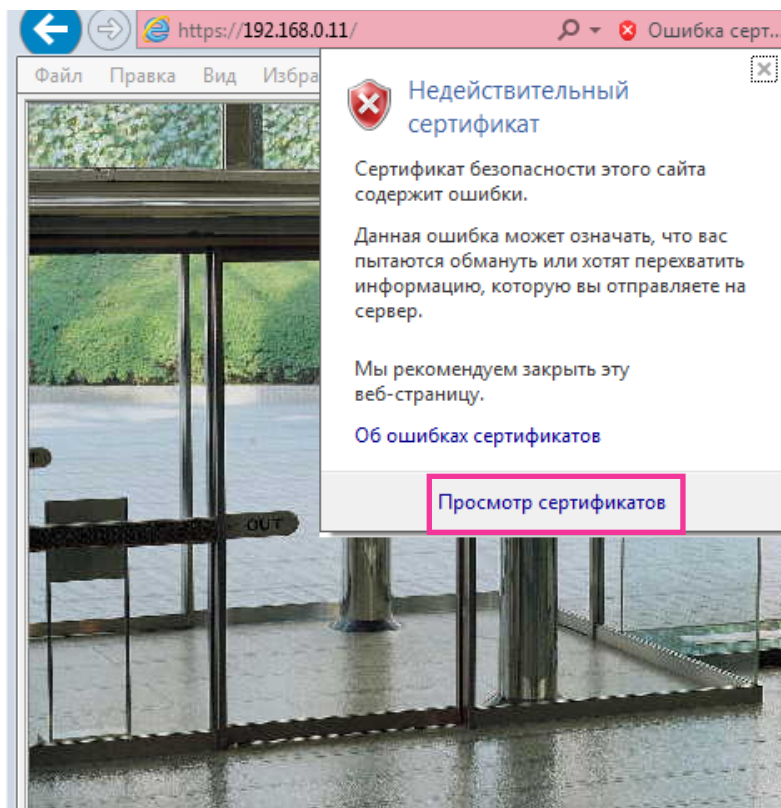 https://192.168.0.11/
Ошибка серт...
Файл Правка Вид Избра
Недействительный
сертификат
Сертификат безопасности этого сайта
содержит ошибки.
Данная ошибка может означать, что вас
пытаются обмануть или хотят перехватить
информацию, которую вы отправляете на
сервер.
Мы рекомендуем закрыть эту
веб-страницу.
Об ошибках сертификатов
Просмотр сертификатов
OUT